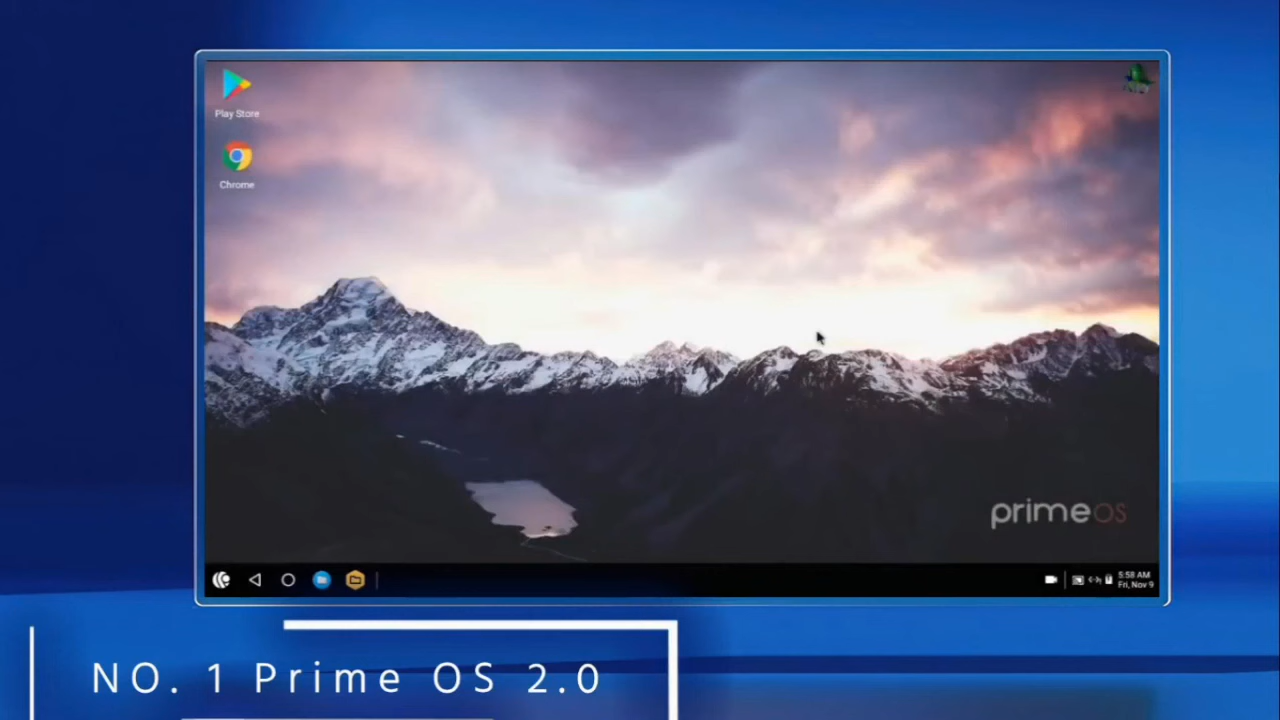 Play Store
Chrome
primeos
5:58 AM
Fri, Nov 9
NO. 1 Prime OS 2.0